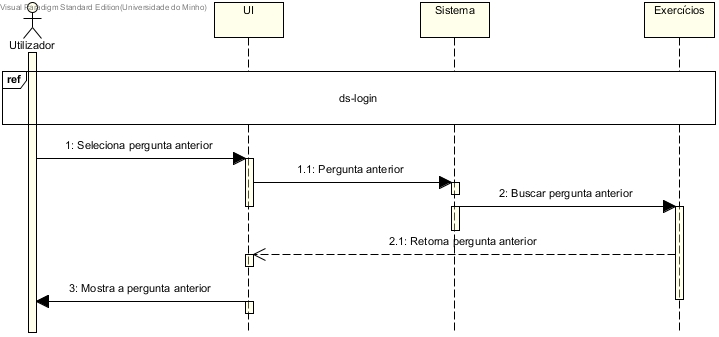 Visual Paradigm Standard Edition(Universidade do Minho)
UI
Sistema
Exercícios
Utilizador
ref
ds-login
1: Seleciona pergunta anterior
1.1: Pergunta anterior
2: Buscar pergunta anterior
2.1: Retorna pergunta anterior
3: Mostra a pergunta anterior